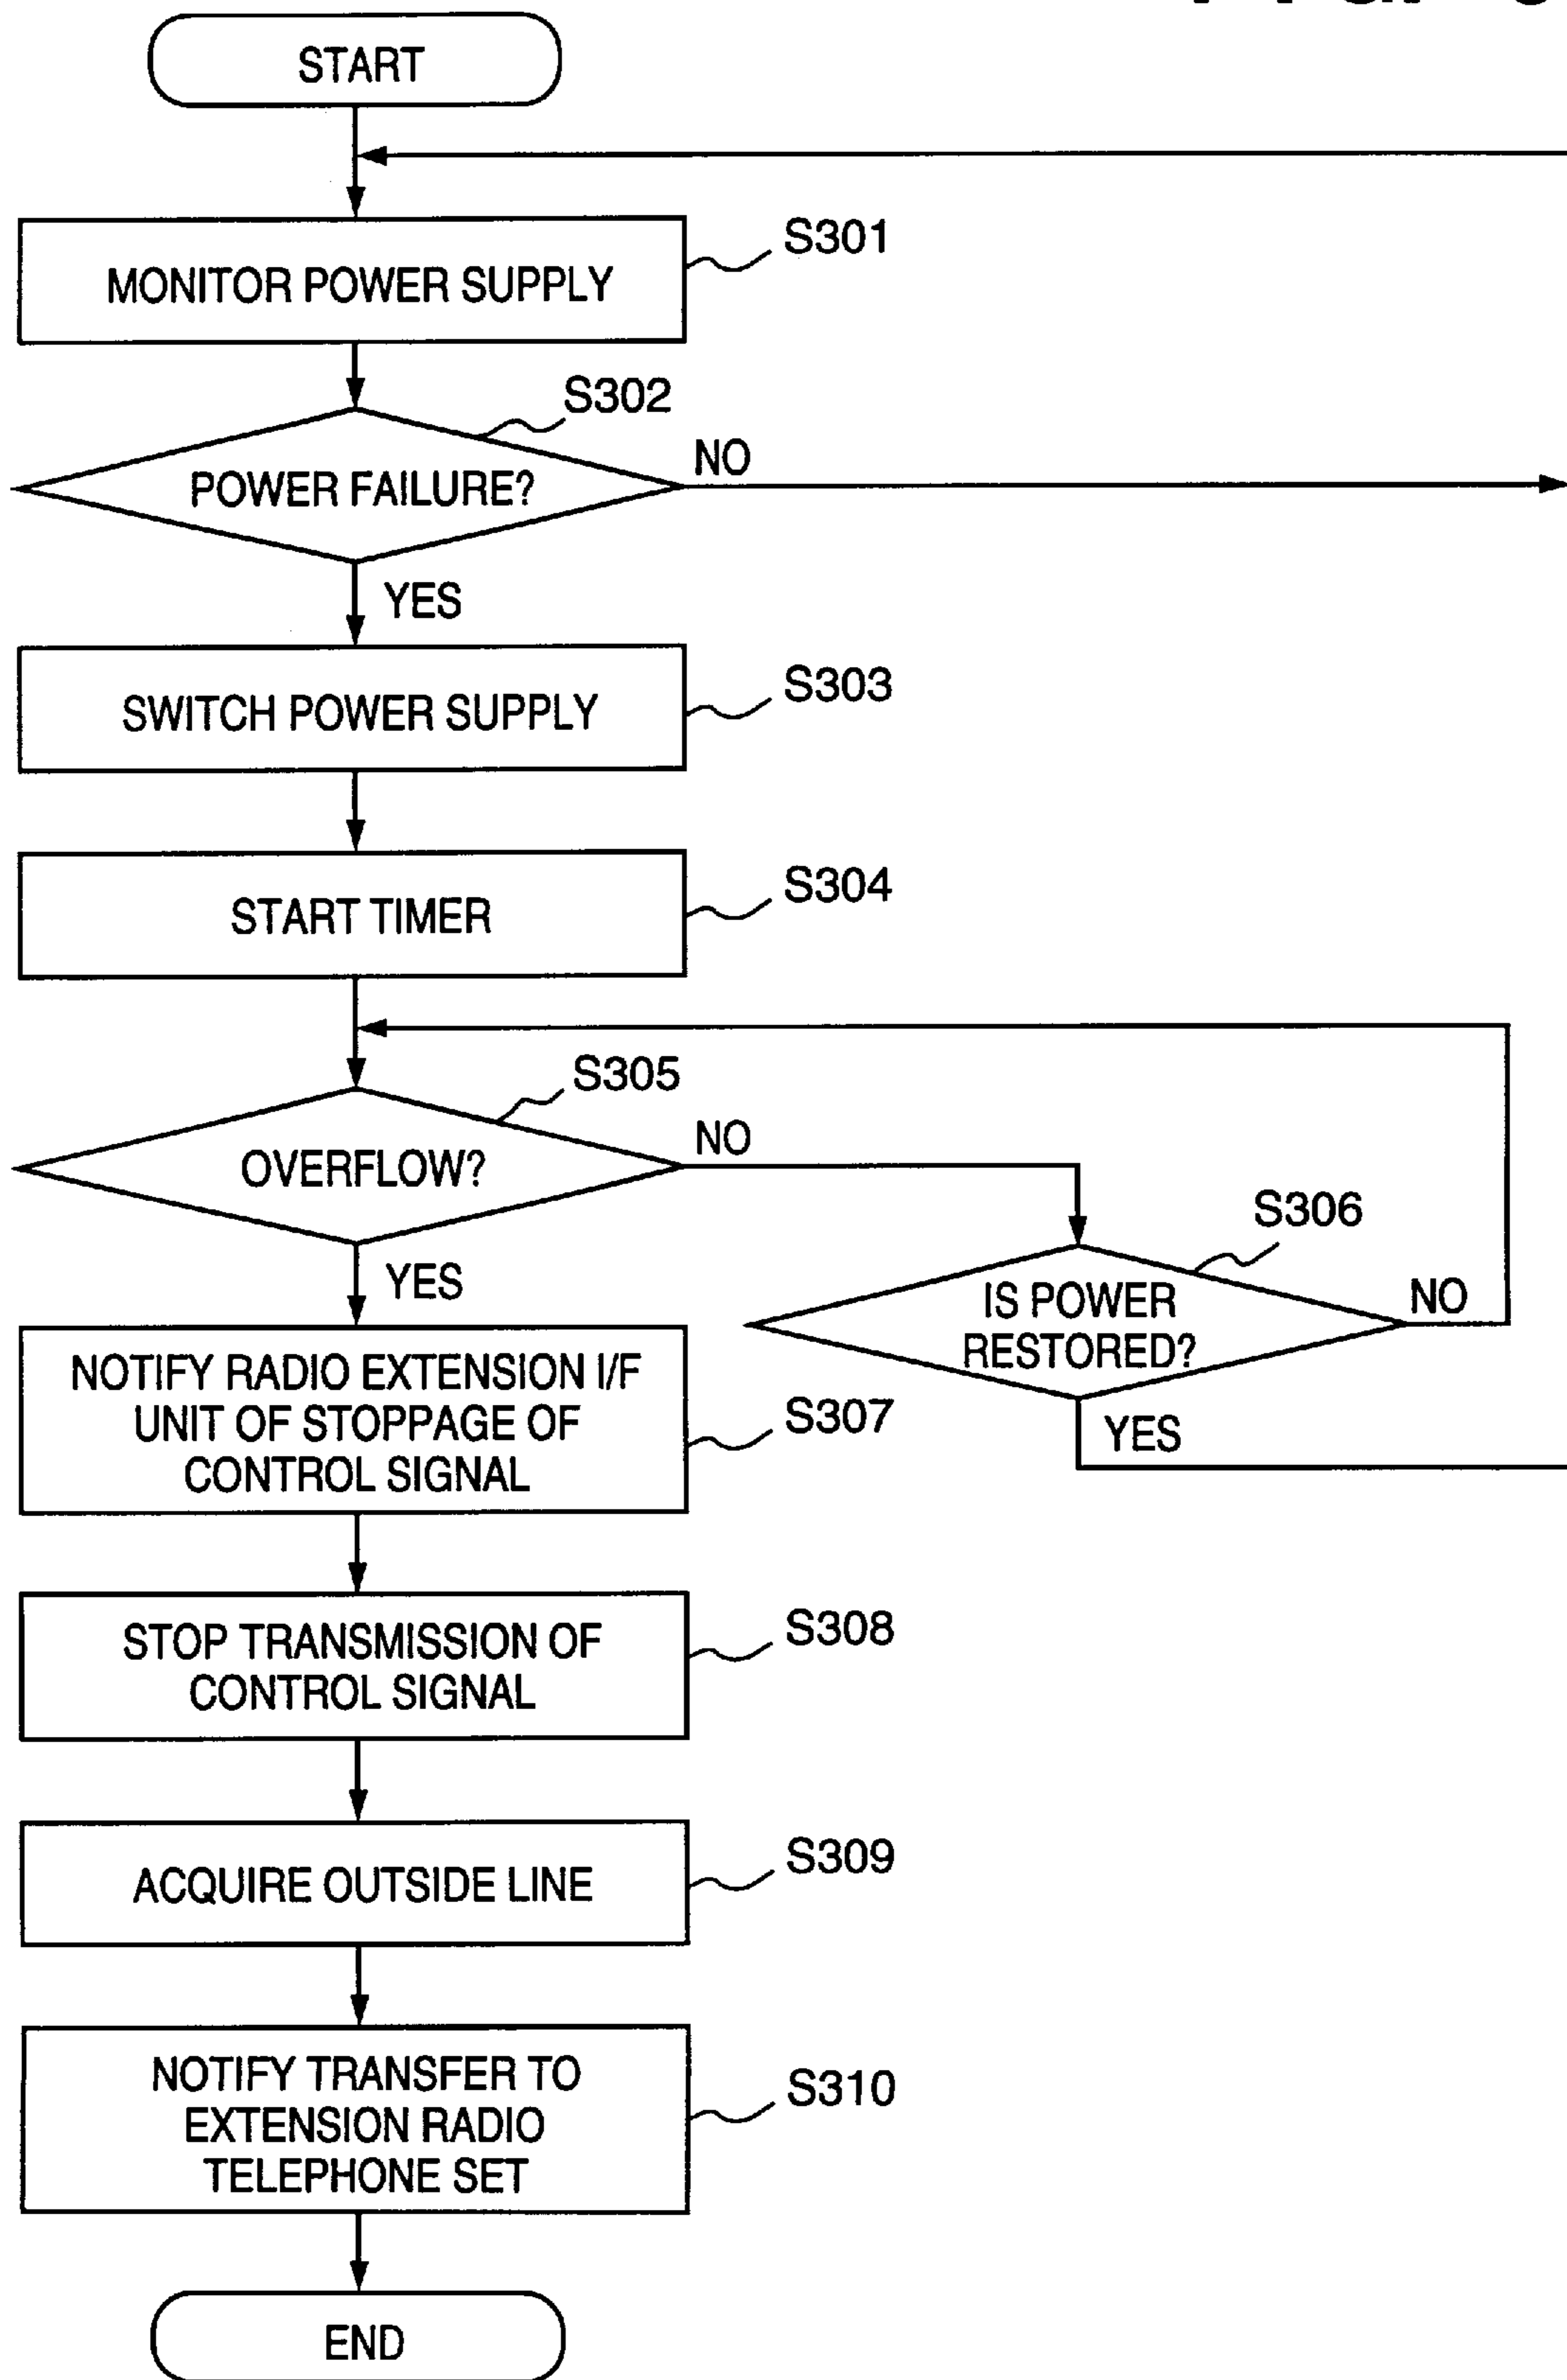 START
MONITOR POWER SUPPLY
S301
S302
POWER FAILURE?
NO
YES
SWITCH POWER SUPPLY
S303
START TIMER
S304
S305
OVERFLOW?
NO
YES
S306
IS POWER
RESTORED?
NO
YES
NOTIFY RADIO EXTENSION I/F
UNIT OF STOPPAGE OF
CONTROL SIGNAL
S307
STOP TRANSMISSION OF
CONTROL SIGNAL
S308
ACQUIRE OUTSIDE LINE
S309
NOTIFY TRANSFER TO
EXTENSION RADIO
TELEPHONE SET
S310
END